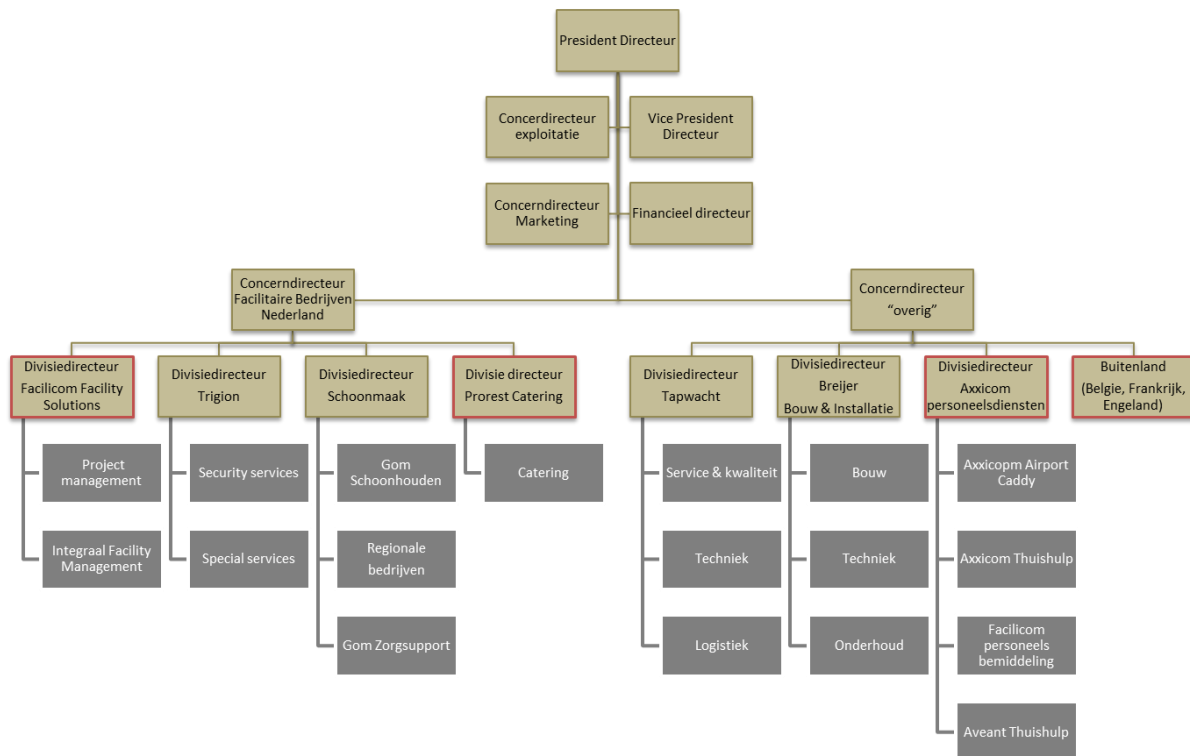 President Directeur
Concerdirecteur
exploitatie
Vice President
Directeur
Concerndirecteur
Marketing
Financieel directeur
Concerndirecteur
Facilitaire Bedrijven
Nederland
Concerndirecteur
“overig”
Divisiedirecteur
Facilicom Facility
Solutions
Divisiedirecteur
Trigion
Divisiedirecteur
Schoonmaak
Divisie directeur
Prorest Catering
Divisiedirecteur
Tapwacht
Divisiedirecteur
Breijer
Bouw & Installatie
Divisiedirecteur
Axxicom
personeelsdiensten
Buitenland
(Belgie, Frankrijk,
Engeland)
Project
management
Security services
Gom
Schoonhouden
Catering
Service & kwaliteit
Bouw
Axxicopm Airport
Caddy
Integraal Facility
Management
Special services
Regionale
bedrijven
Techniek
Techniek
Axxicom Thuishulp
Gom Zorgsupport
Logistiek
Onderhoud
Facilicom
personeels
bemiddeling
Aveant Thuishulp